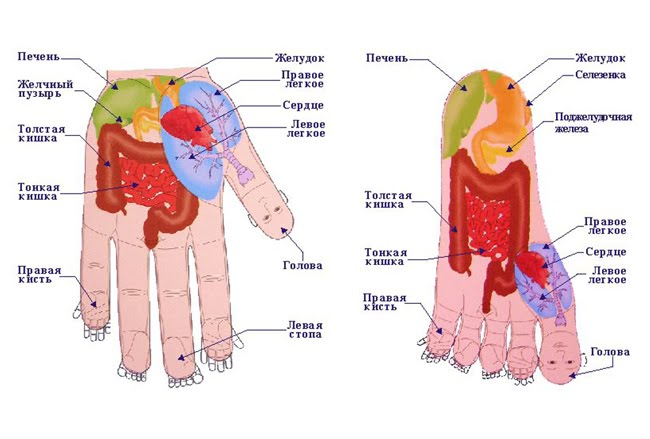 Печень
Желчный
пузырь
Толстая
кишка
Тонкая
кишка
Правая
кисть
Желудок
Правое
легкое
Сердце
Левое
легкое
Голова
Левая
стопа
Печень
Толстая
кишка
Тонкая
кишка
Правая
кисть
Желудок
Селезенка
Поджелудрчная
железа
Правое
легкое
Сердце
Левое
легкое
Голова